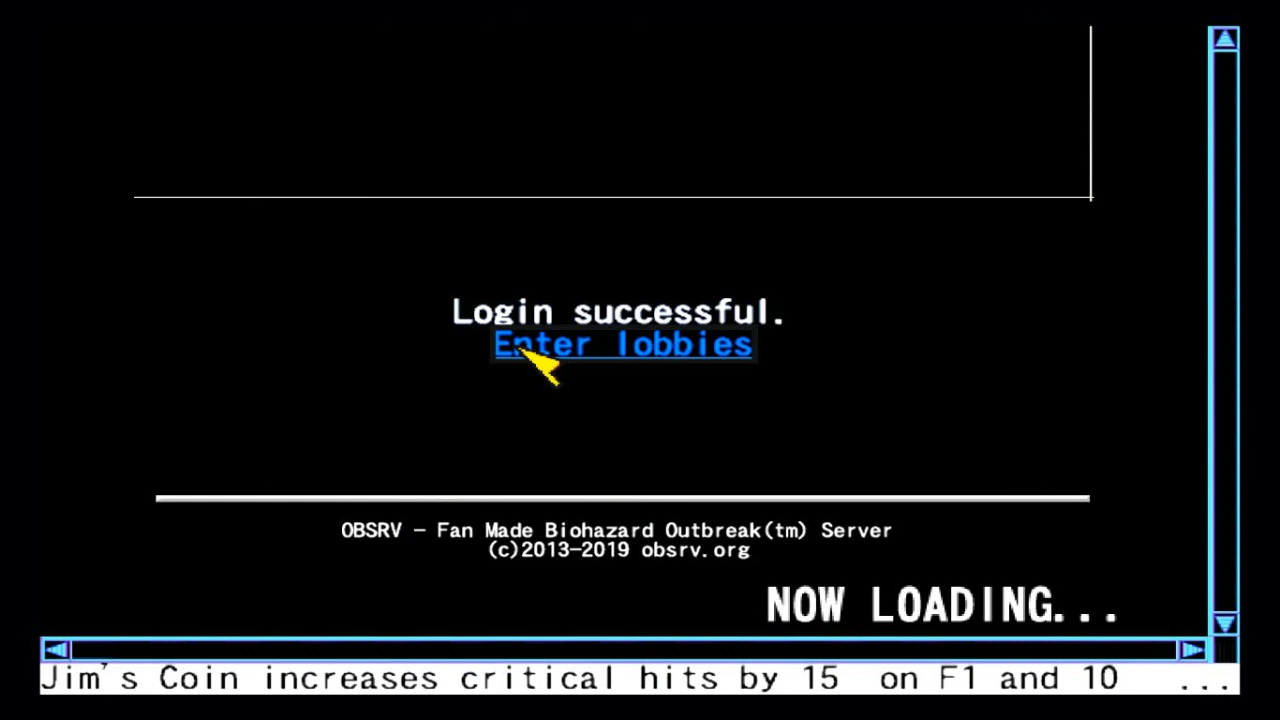 Login successful.
Enter lobbies
OBSRV - Fan Made Biohazard Outbreak(tm) Server
(c)2013-2019 obsrv.org
NOW LOADING...
Jim's Coin increases critical hits by 15  on F1 and 10   ...